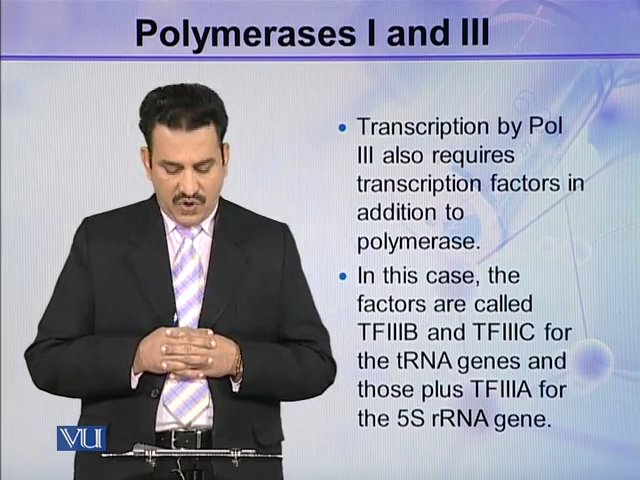 Polymerases I and III
• Transcription by Pol
III also requires
transcription factors in
addition to
polymerase.
• In this case, the
factors are called
TFIIIB and TFIIIC for
the tRNA genes and
those plus TFIIIA for
the 5S rRNA gene.
VU